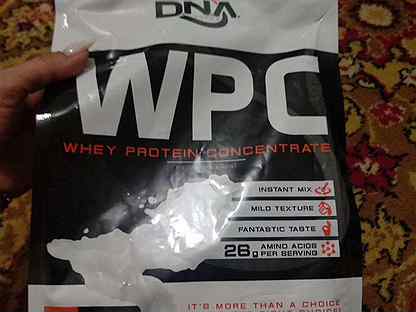 DNA
WPC
WHEY PROTEIN CONCENTRATE
INSTANT MIX
MILD TEXTURE
FANTASTIC TASTE
26g AMINO ACIDS PER SERVING
IT'S MORE THAN A CHOICE